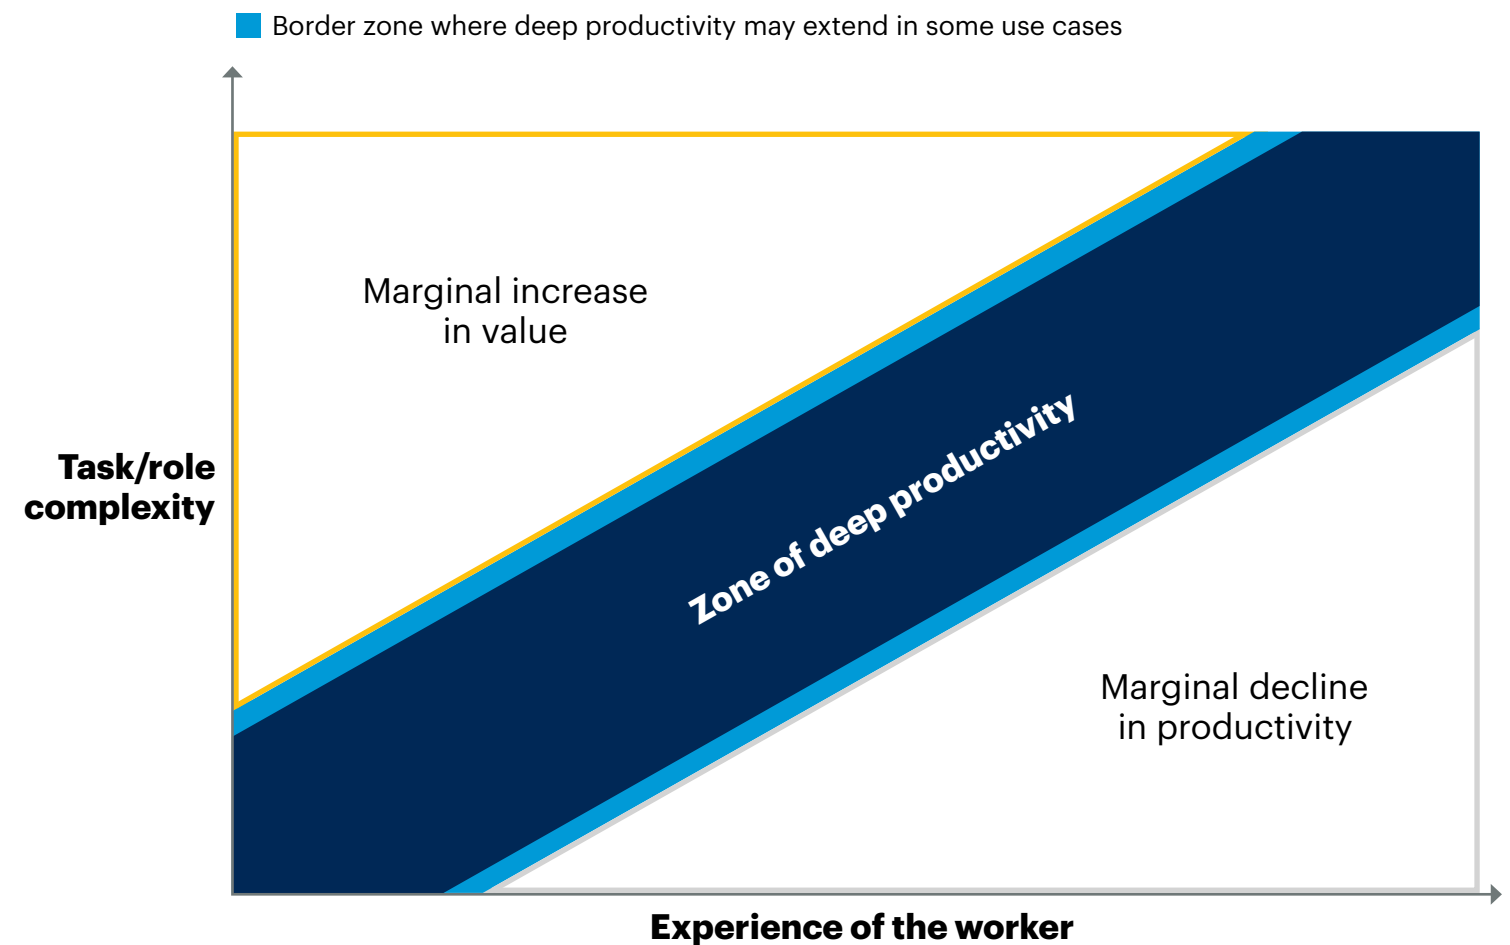 Border zone where deep productivity may extend in some use cases
Marginal increase
in value
Task/role
complexity
Zone of deep productivity
Marginal decline
in productivity
Experience of the worker